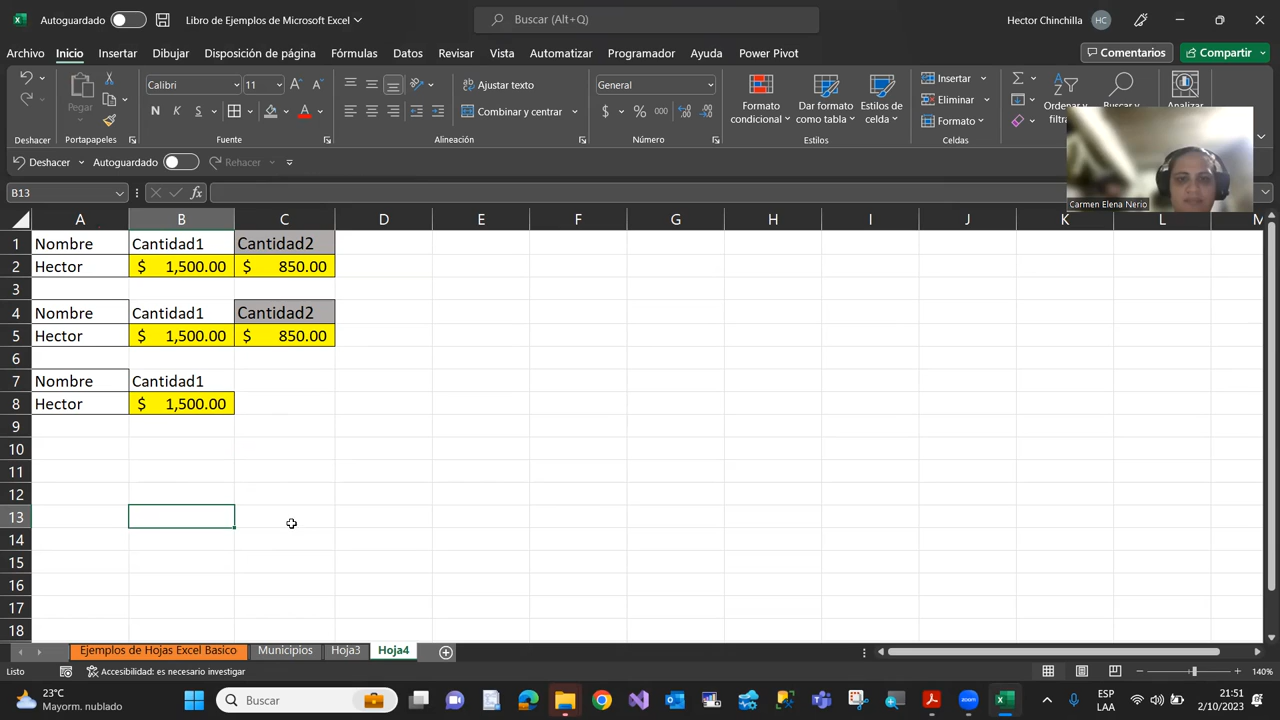 Autoguardado
Libro de Ejemplos de Microsoft Excel
Buscar (Alt+Q)
Hector Chinchilla
HC
Archivo Inicio Insertar Dibujar Disposición de página Fórmulas Datos Revisar Vista Automatizar Programador Ayuda Power Pivot
Comentarios
Compartir
Calibri 11
Ajustar texto
General
Insertar
Pegar
N K S
Combinar y centrar
$ % 000
Formato condicional
Dar formato como tabla
Estilos de celda
Eliminar
Formato
Ordenar y
Buscar y
Analizar
Deshacer Portapapeles Fuente Alineación Número Estilos Celdas
Deshacer Autoguardado Rehacer
Carmen Elena Nerio
B13 fx
A B C D E F G H I J K L M
1 Nombre Cantidad1 Cantidad2
2 Hector $ 1,500.00 $ 850.00
3
4 Nombre Cantidad1 Cantidad2
5 Hector $ 1,500.00 $ 850.00
6
7 Nombre Cantidad1
8 Hector $ 1,500.00
9
10
11
12
13
14
15
16
17
18
Ejemplos de Hojas Excel Basico Municipios Hoja3 Hoja4
Listo
Accesibilidad: es necesario investigar
140%
23°C
Mayorm. nublado
Buscar
ESP
LAA
21:51
2/10/2023